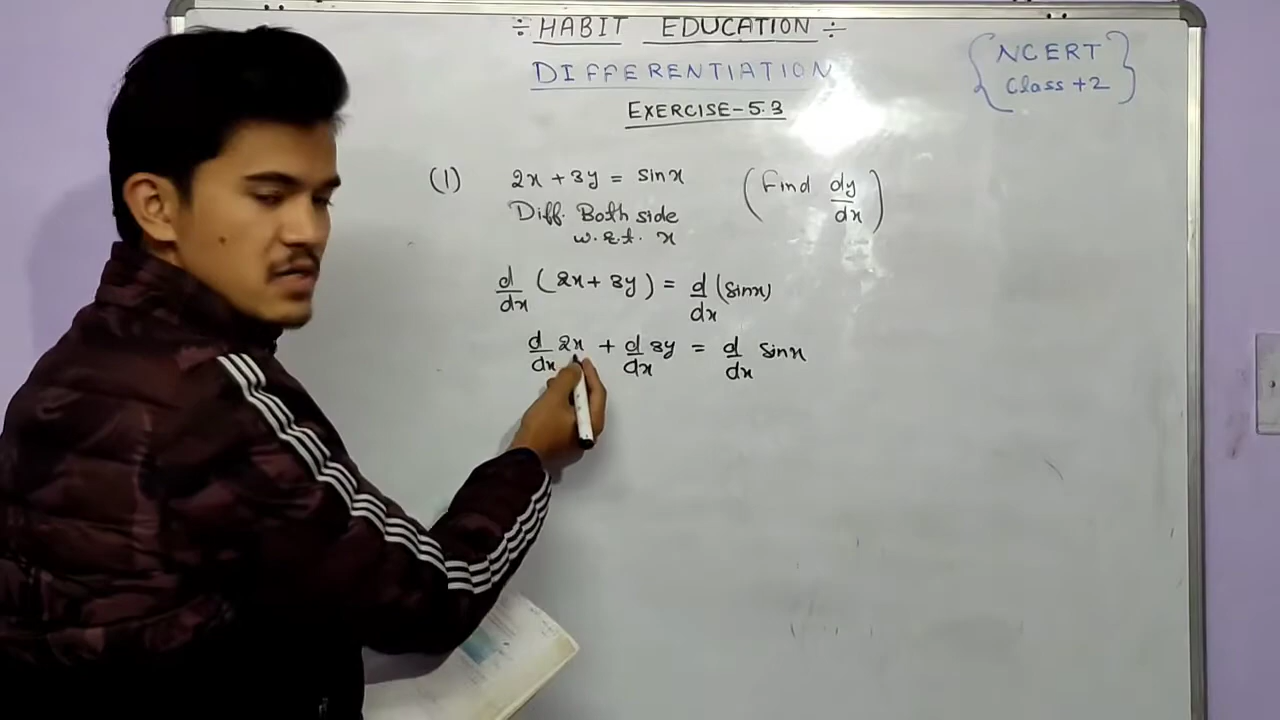 ÷ HABIT EDUCATION ÷
DIFFERENTIATION
{NCERT
Class +2}
EXERCISE-5.3
(1) 2x + 3y = sinx (Find dy/dx)
Diff. Both side
w.r.t. x
d/dx (2x + 3y) = d/dx (sinx)
d/dx 2x + d/dx 3y = d/dx sinx